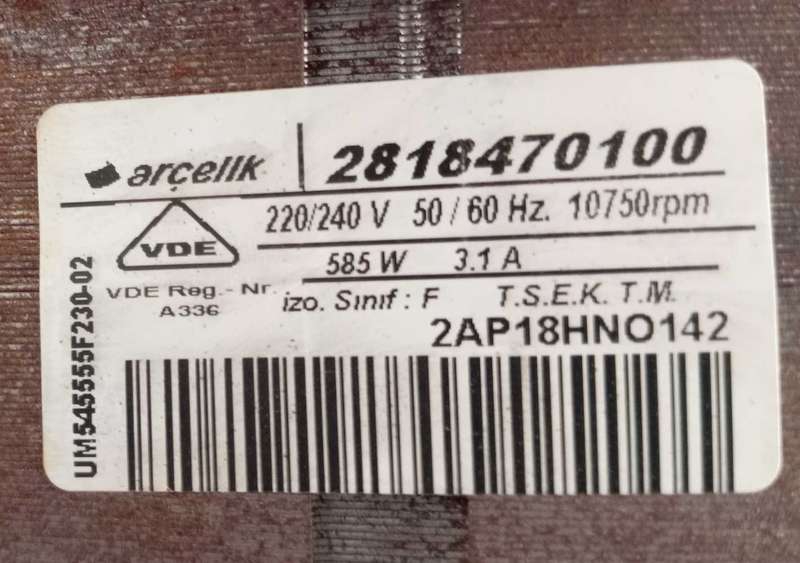 arçelik 2818470100
220/240 V 50 / 60 Hz. 10750rpm
VDE
585 W 3.1 A
VDE Reg.- Nr.
A336
izo. Sınıf : F T.S.E.K. T.M.
2AP18HNO142
UM545555F230-02